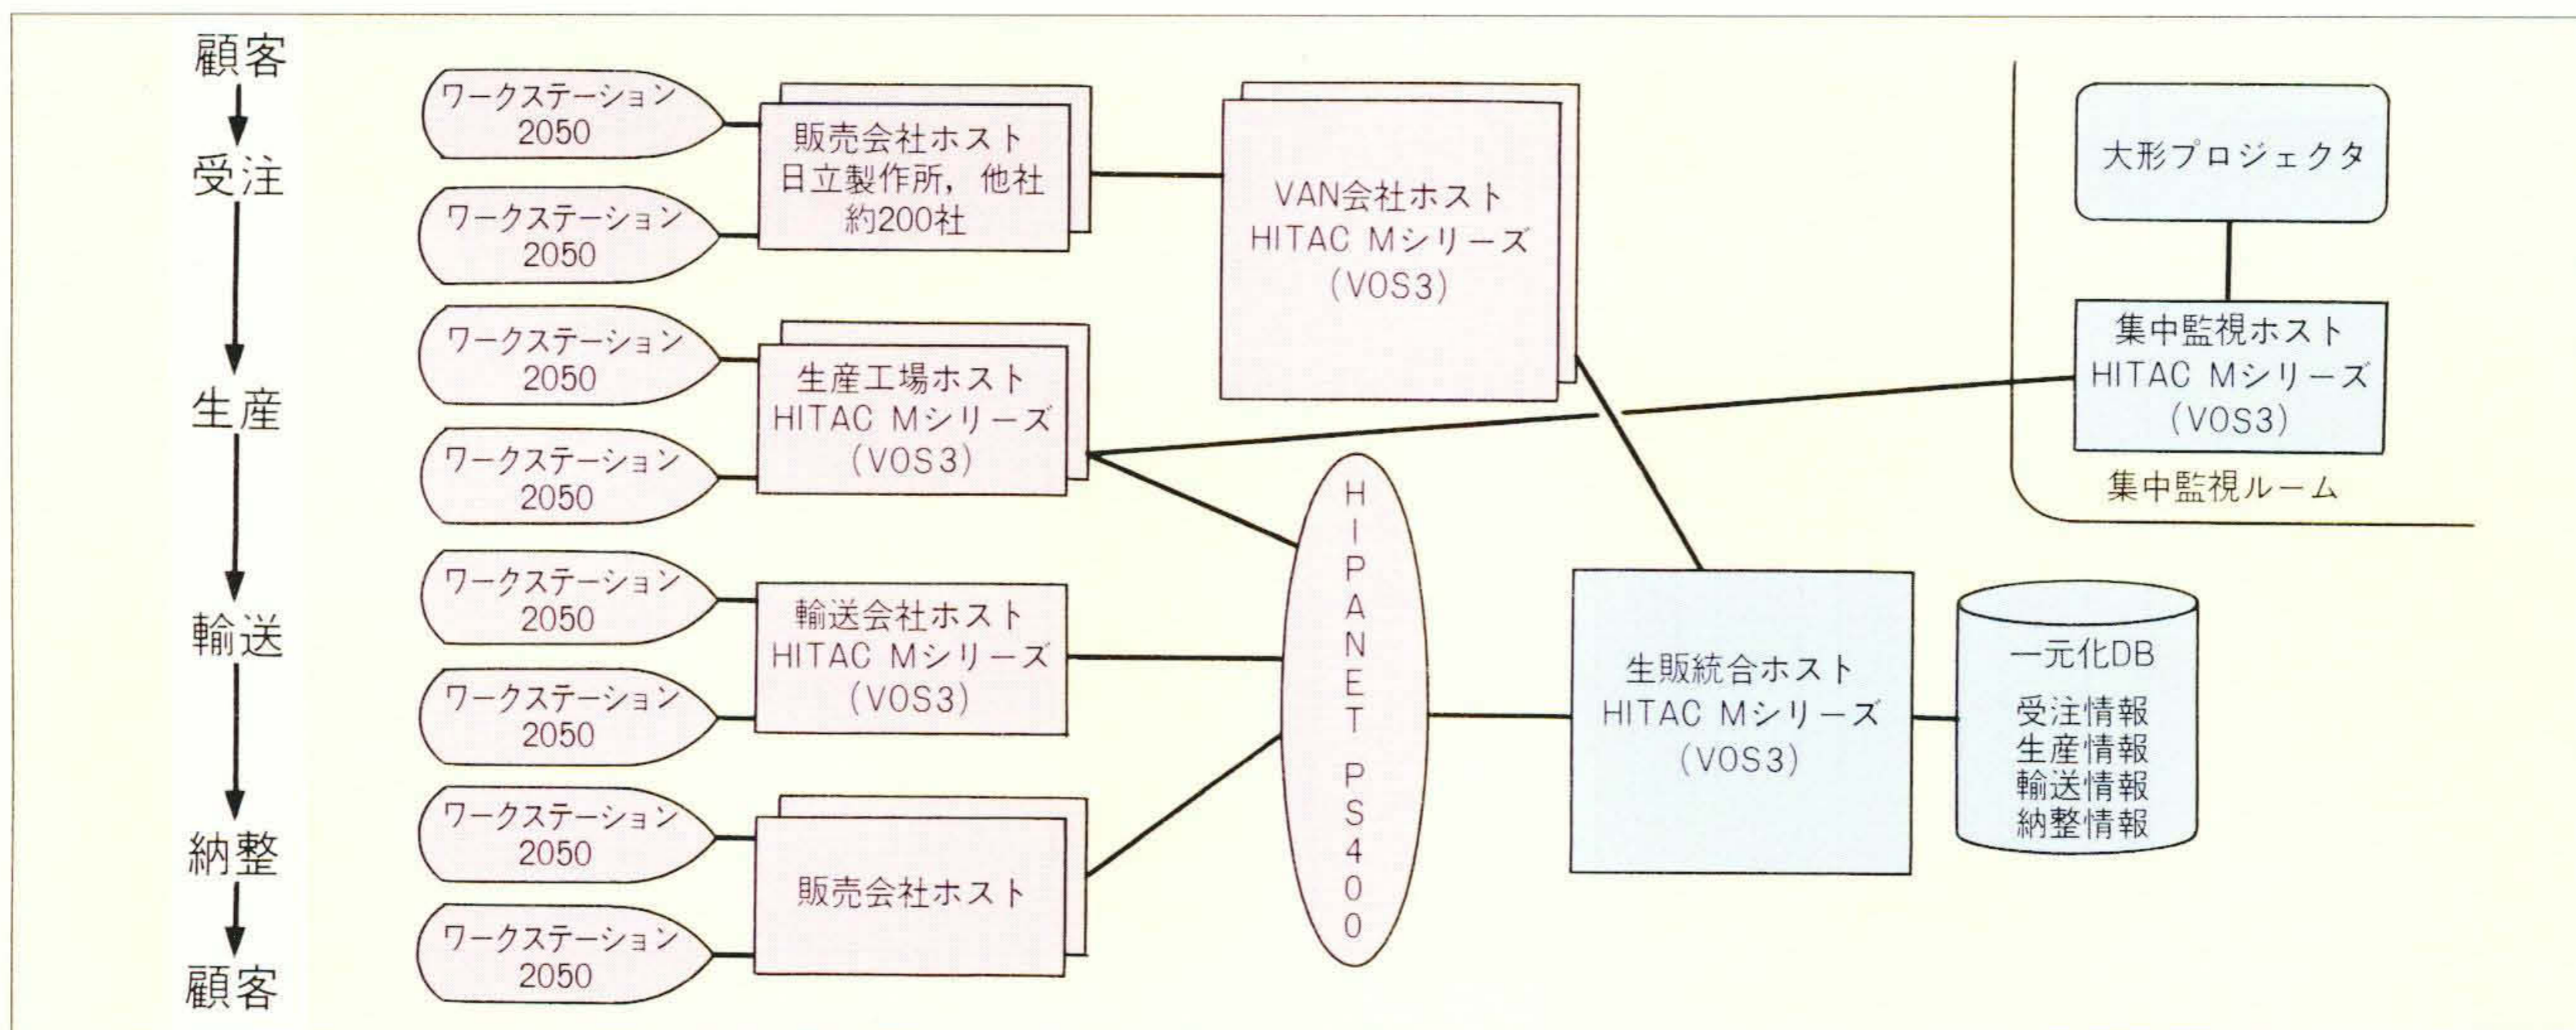 顧客
受注
生産
輸送
納整
顧客
ワークステーション
2050
ワークステーション
2050
販売会社ホスト
日立製作所，他社
約200社
VAN会社ホスト
HITAC Mシリーズ
(VOS3)
大形プロジェクタ
集中監視ホスト
HITAC Mシリーズ
(VOS3)
集中監視ルーム
ワークステーション
2050
ワークステーション
2050
生産工場ホスト
HITAC Mシリーズ
(VOS3)
ワークステーション
2050
ワークステーション
2050
輸送会社ホスト
HITAC Mシリーズ
(VOS3)
ワークステーション
2050
ワークステーション
2050
販売会社ホスト
HIPANET PS400
生販統合ホスト
HITAC Mシリーズ
(VOS3)
一元化DB
受注情報
生産情報
輸送情報
納整情報